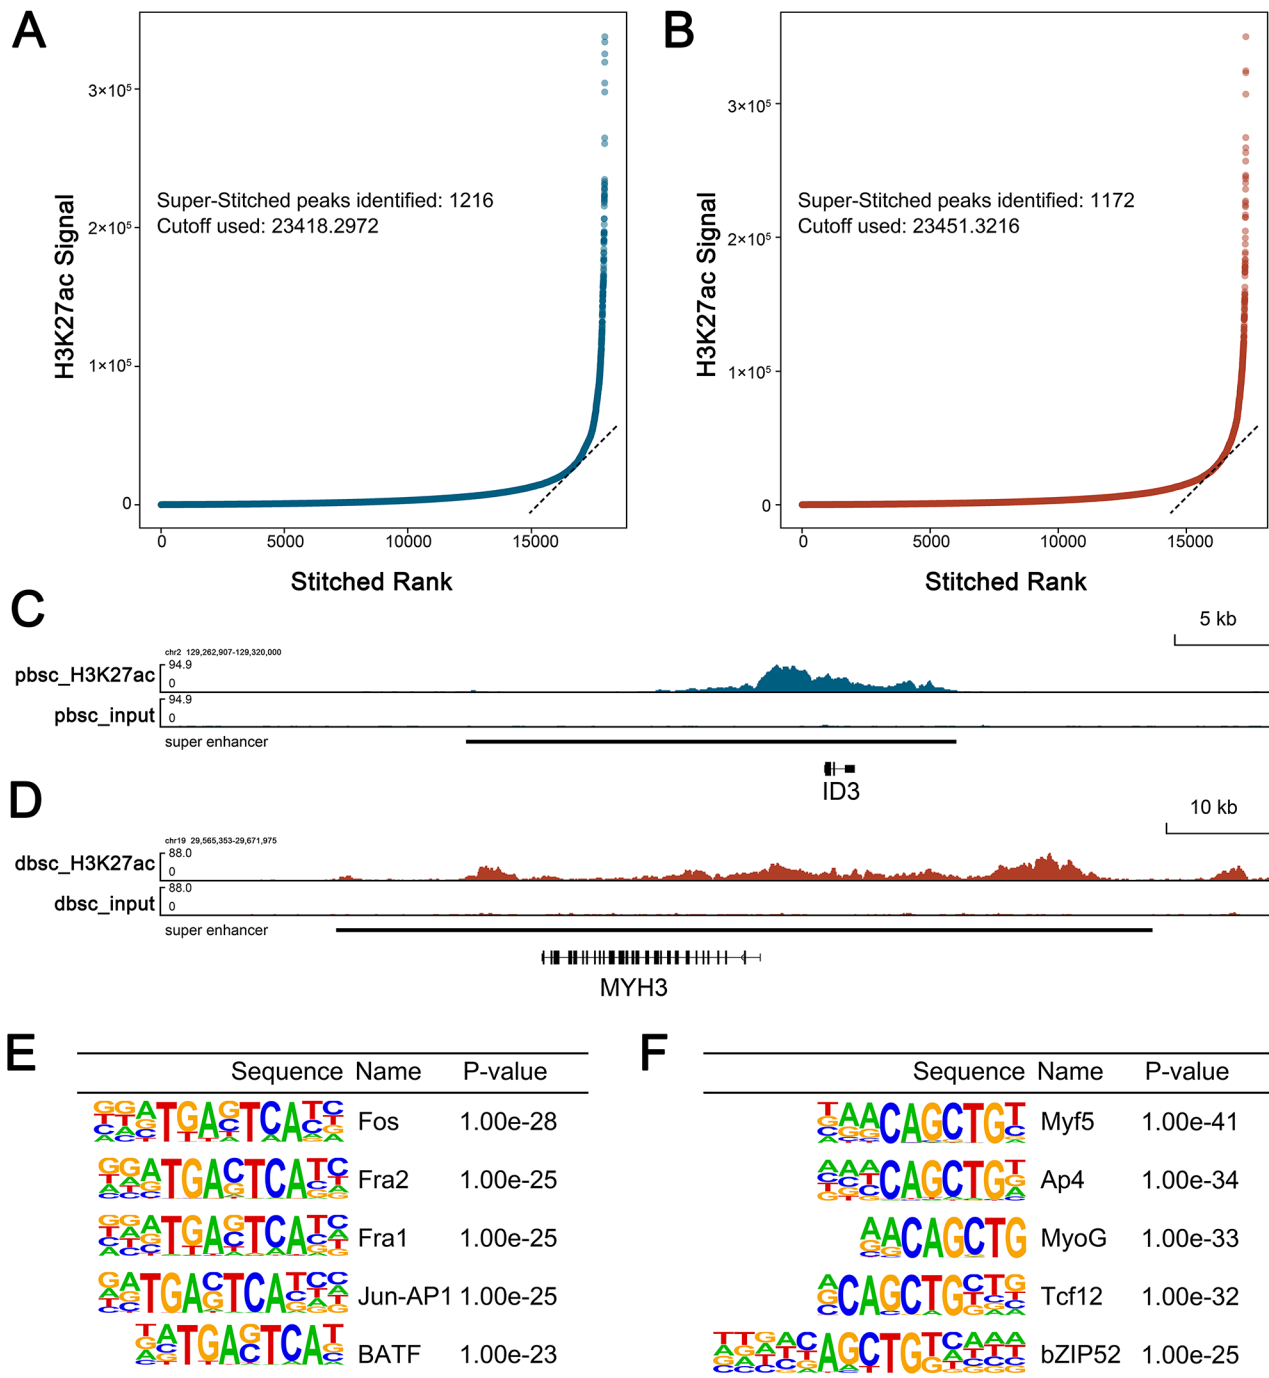 A
B
3×10⁵
2×10⁵
1×10⁵
0
H3K27ac Signal
Super-Stitched peaks identified: 1216
Cutoff used: 23418.2972
0 5000 10000 15000
Stitched Rank
3×10⁵
2×10⁵
1×10⁵
0
H3K27ac Signal
Super-Stitched peaks identified: 1172
Cutoff used: 23451.3216
0 5000 10000 15000
Stitched Rank
C
5 kb
chr2 129,262,907-129,320,000
pbsc_H3K27ac
94.9
0
pbsc_input
94.9
0
super enhancer
ID3
D
10 kb
chr19 29,565,353-29,671,975
dbsc_H3K27ac
88.0
0
dbsc_input
88.0
0
super enhancer
MYH3
E
Sequence Name P-value
Fos 1.00e-28
Fra2 1.00e-25
Fra1 1.00e-25
Jun-AP1 1.00e-25
BATF 1.00e-23
F
Sequence Name P-value
Myf5 1.00e-41
Ap4 1.00e-34
MyoG 1.00e-33
Tcf12 1.00e-32
bZIP52 1.00e-25